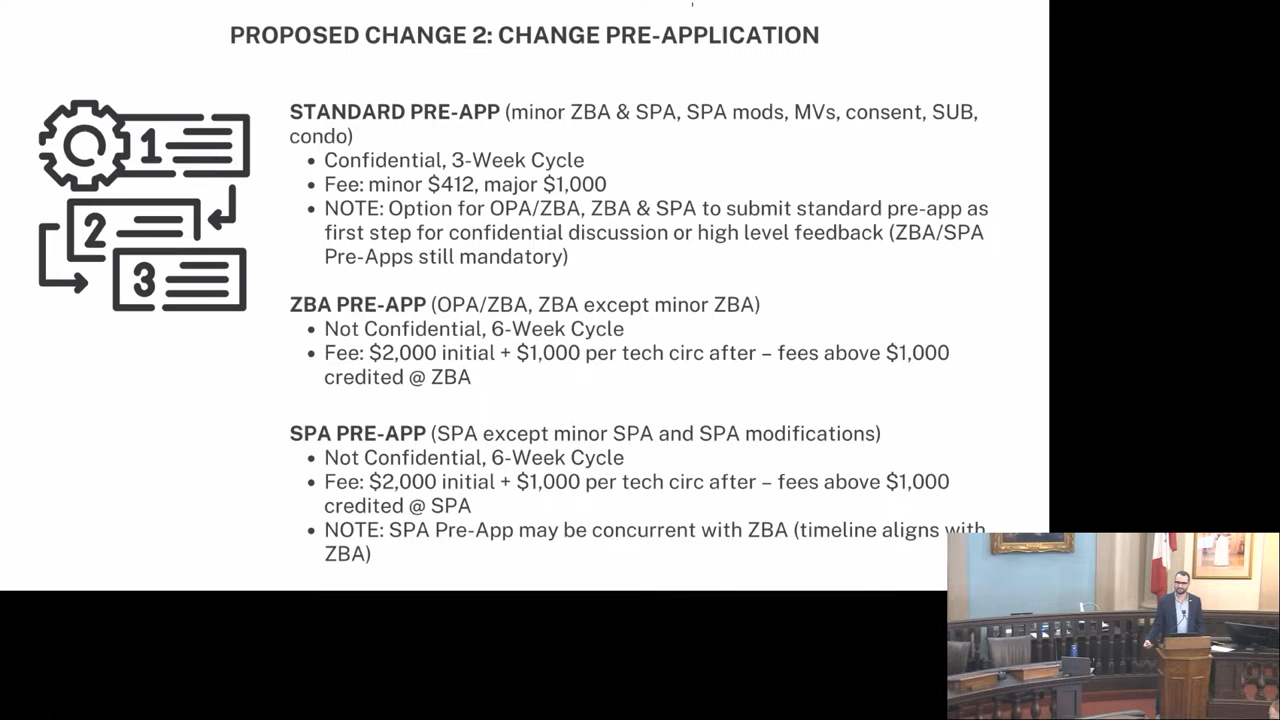 PROPOSED CHANGE 2: CHANGE PRE-APPLICATION
1
2
3
STANDARD PRE-APP (minor ZBA & SPA, SPA mods, MVs, consent, SUB,
condo)
• Confidential, 3-Week Cycle
• Fee: minor $412, major $1,000
• NOTE: Option for OPA/ZBA, ZBA & SPA to submit standard pre-app as
first step for confidential discussion or high level feedback (ZBA/SPA
Pre-Apps still mandatory)
ZBA PRE-APP (OPA/ZBA, ZBA except minor ZBA)
• Not Confidential, 6-Week Cycle
• Fee: $2,000 initial + $1,000 per tech circ after – fees above $1,000
credited @ ZBA
SPA PRE-APP (SPA except minor SPA and SPA modifications)
• Not Confidential, 6-Week Cycle
• Fee: $2,000 initial + $1,000 per tech circ after – fees above $1,000
credited @ SPA
• NOTE: SPA Pre-App may be concurrent with ZBA (timeline aligns with
ZBA)